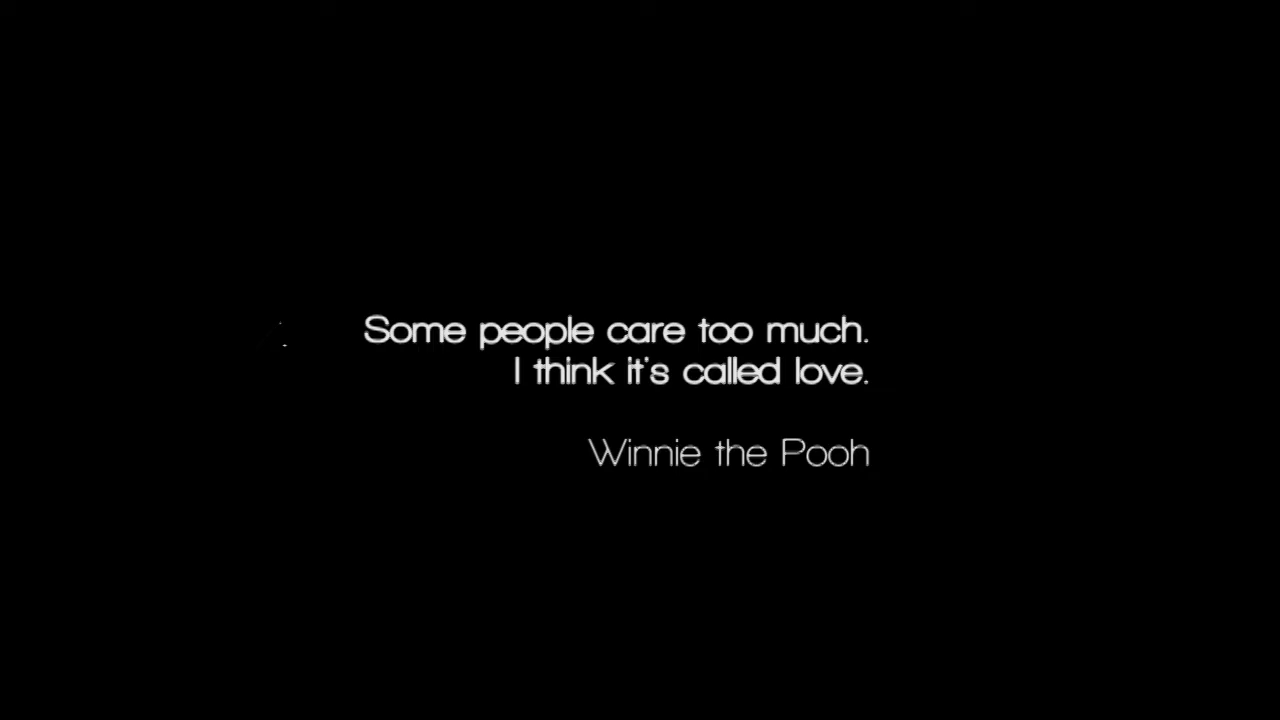 Some people care too much.
I think it's called love.
Winnie the Pooh